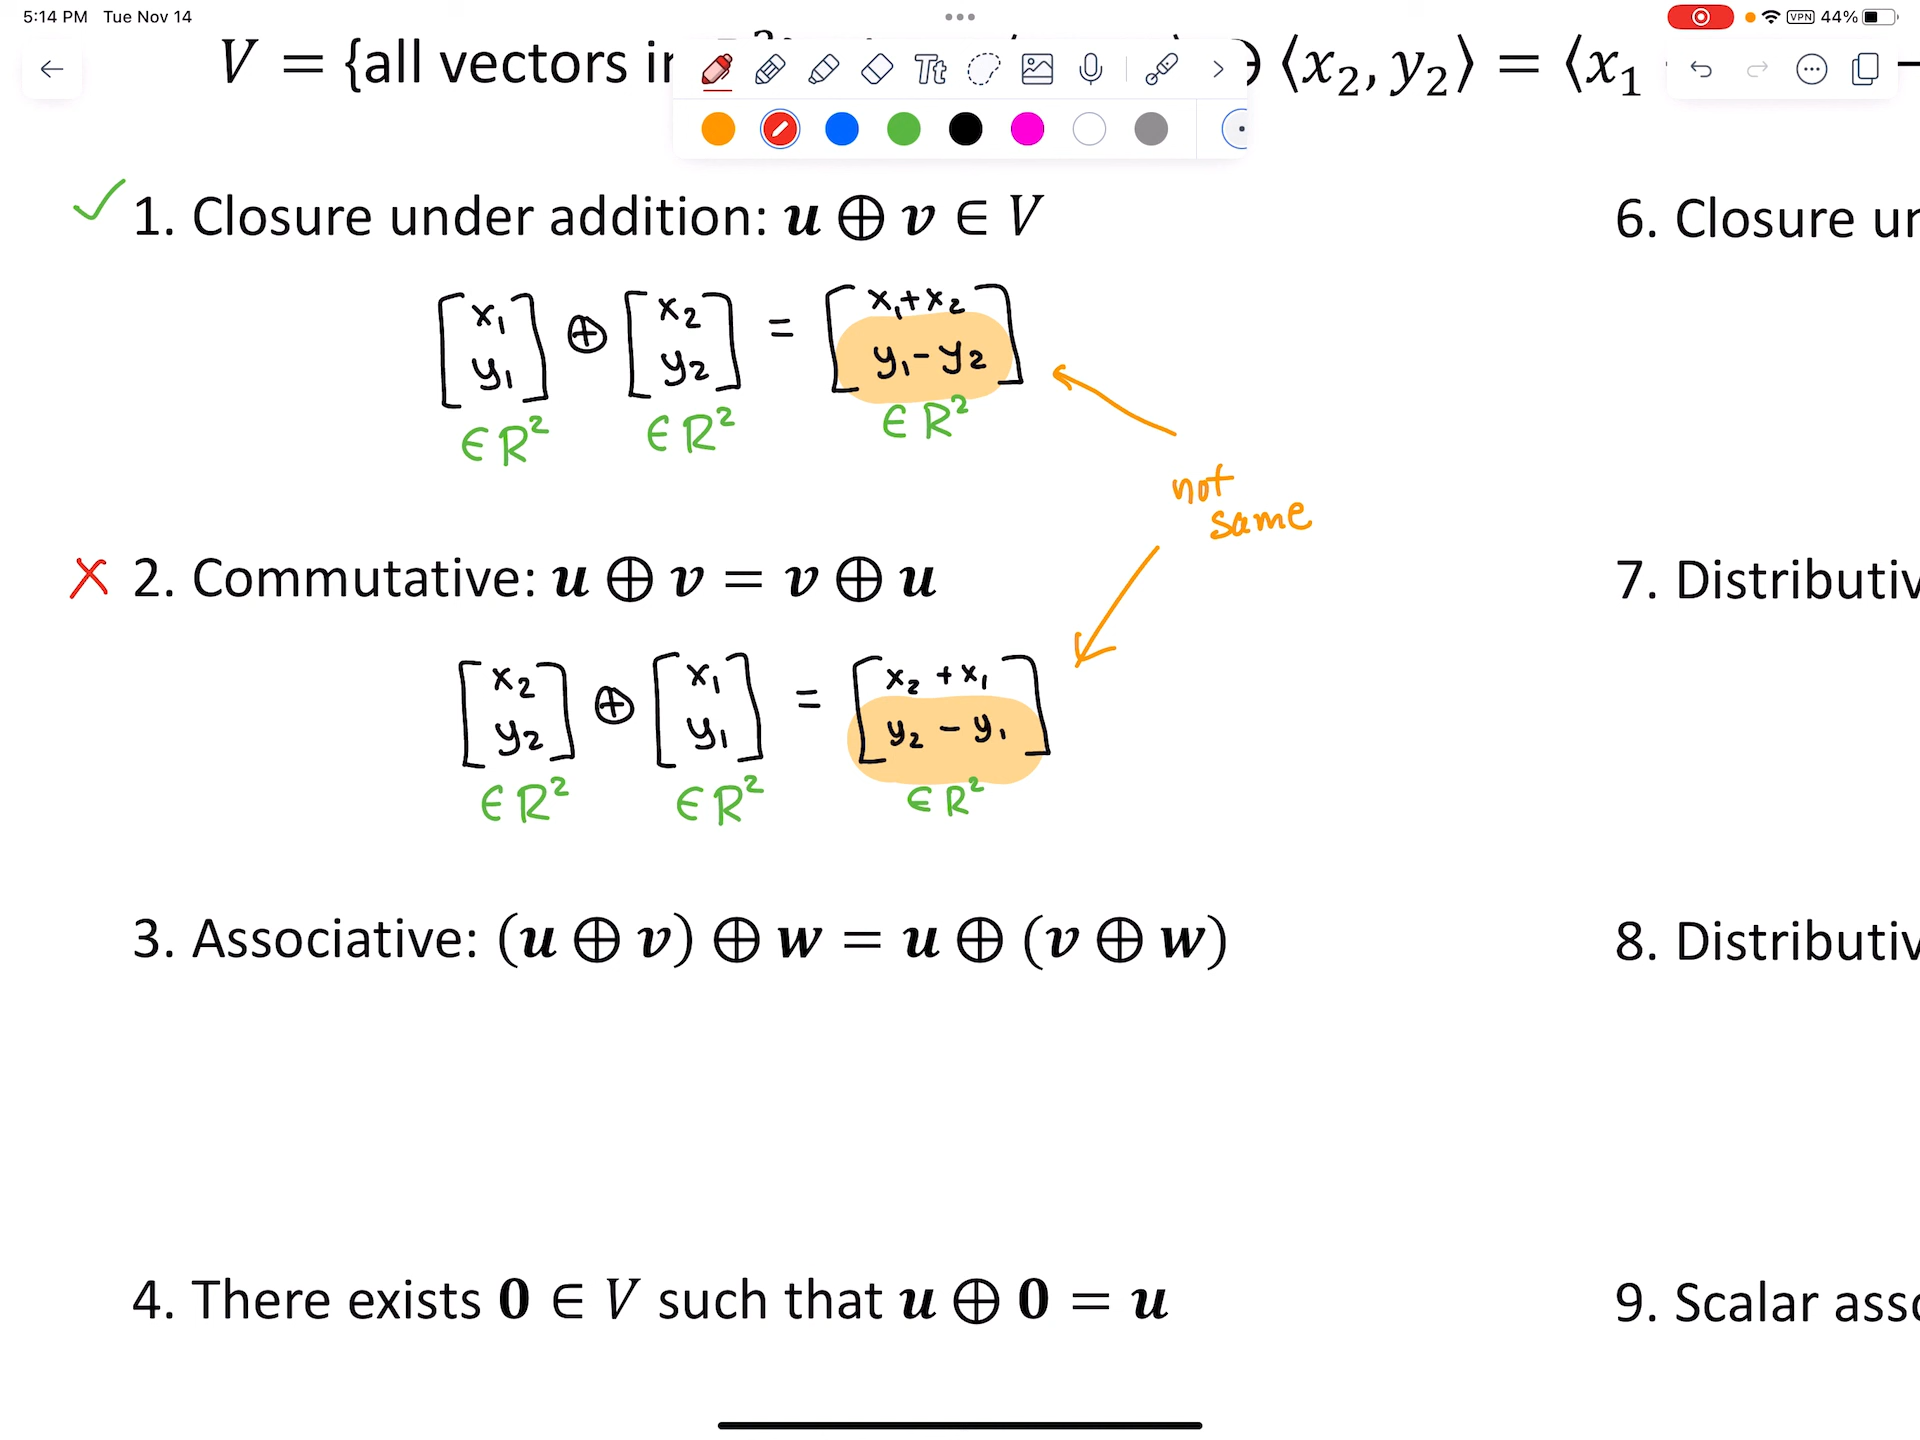 5:14 PM Tue Nov 14
VPN 44%
V = {all vectors in ⟨x₂, y₂⟩ = ⟨x₁
Tt
✓ 1. Closure under addition: u ⊕ v ∈ V
6. Closure
[x₁ y₁] ⊕ [x₂ y₂] = [x₁+x₂ y₁-y₂]
∈ R² ∈ R² ∈ R²
not
same
X 2. Commutative: u ⊕ v = v ⊕ u
7.
[x₂ y₂] ⊕ [x₁ y₁] = [x₂ + x₁ y₂ - y₁]
∈ R² ∈ R² ∈ R²
3. Associative: (u ⊕ v) ⊕ w = u ⊕ (v ⊕ w)
8.
4. There exists 0 ∈ V such that u ⊕ 0 = u
9. Scalar